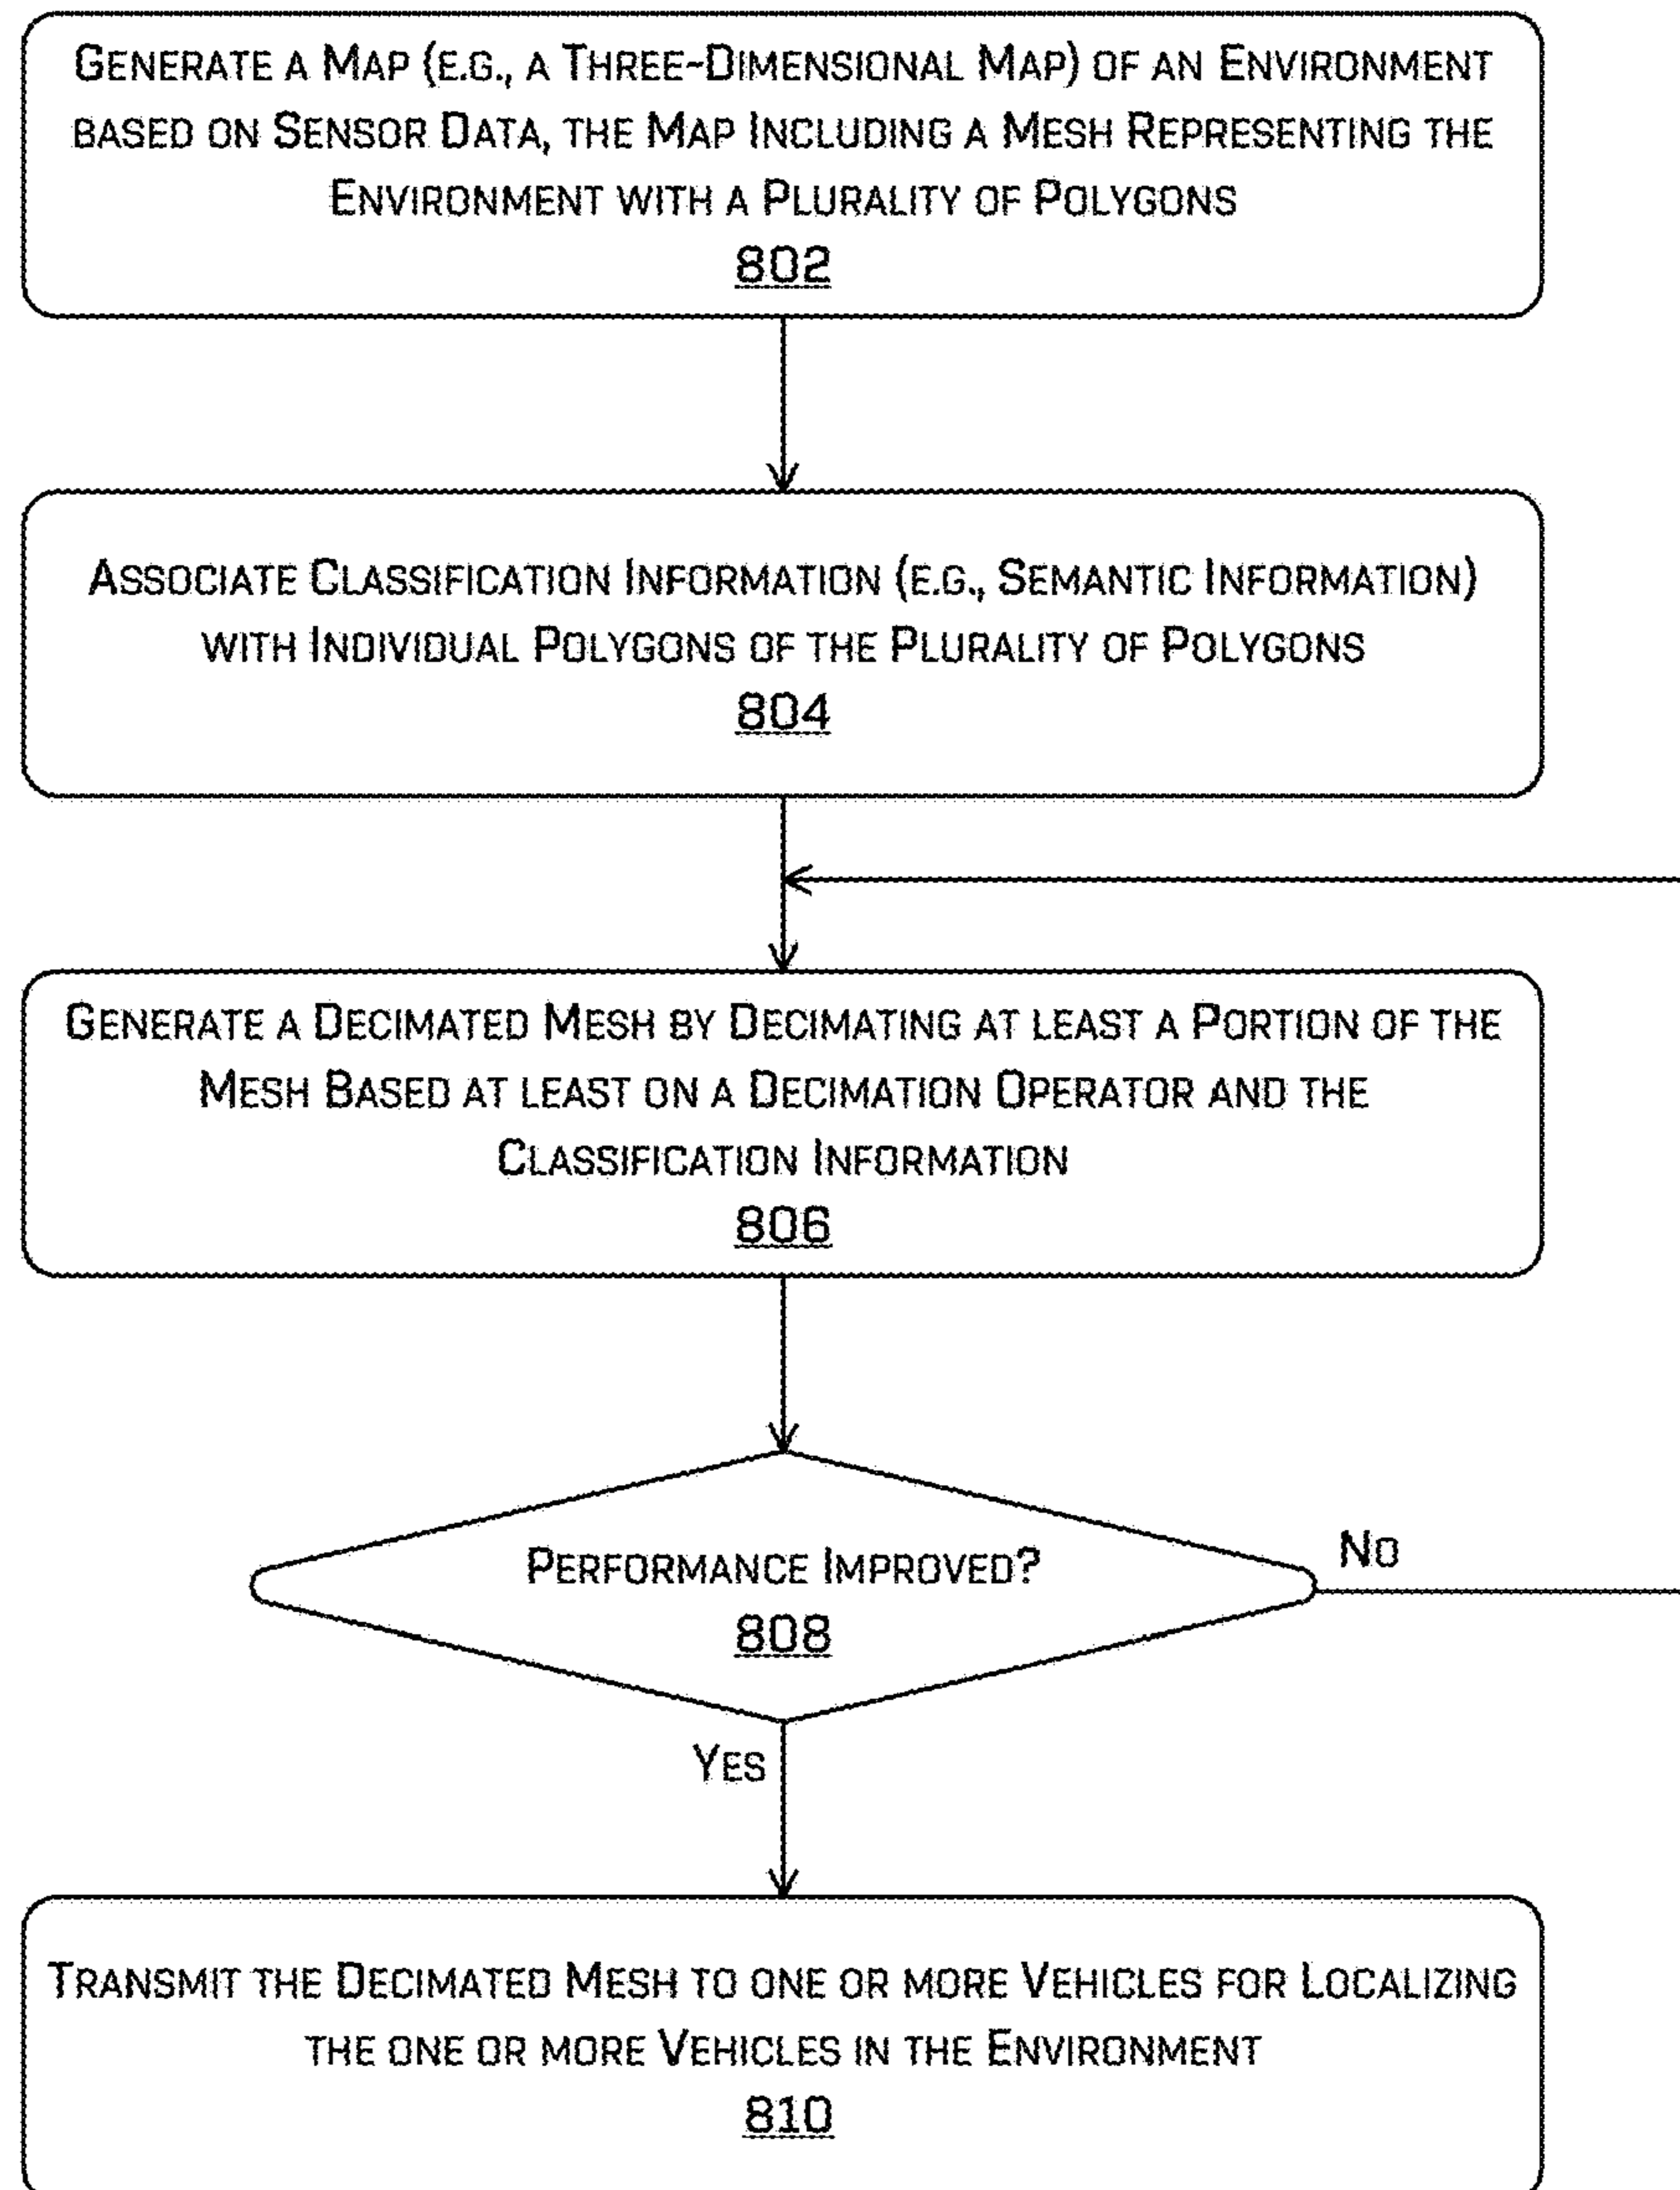 GENERATE A MAP (E.G., A THREE-DIMENSIONAL MAP) OF AN ENVIRONMENT
BASED ON SENSOR DATA, THE MAP INCLUDING A MESH REPRESENTING THE
ENVIRONMENT WITH A PLURALITY OF POLYGONS
802
ASSOCIATE CLASSIFICATION INFORMATION (E.G., SEMANTIC INFORMATION)
WITH INDIVIDUAL POLYGONS OF THE PLURALITY OF POLYGONS
804
GENERATE A DECIMATED MESH BY DECIMATING AT LEAST A PORTION OF THE
MESH BASED AT LEAST ON A DECIMATION OPERATOR AND THE
CLASSIFICATION INFORMATION
806
PERFORMANCE IMPROVED?
808
NO
YES
TRANSMIT THE DECIMATED MESH TO ONE OR MORE VEHICLES FOR LOCALIZING
THE ONE OR MORE VEHICLES IN THE ENVIRONMENT
810